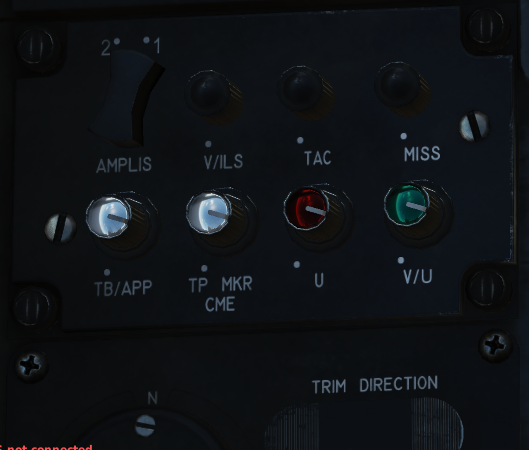 2 1
AMPLIS V/ILS TAC MISS
TB/APP TP MKR U V/U
CME
N TRIM DIRECTION
not connected